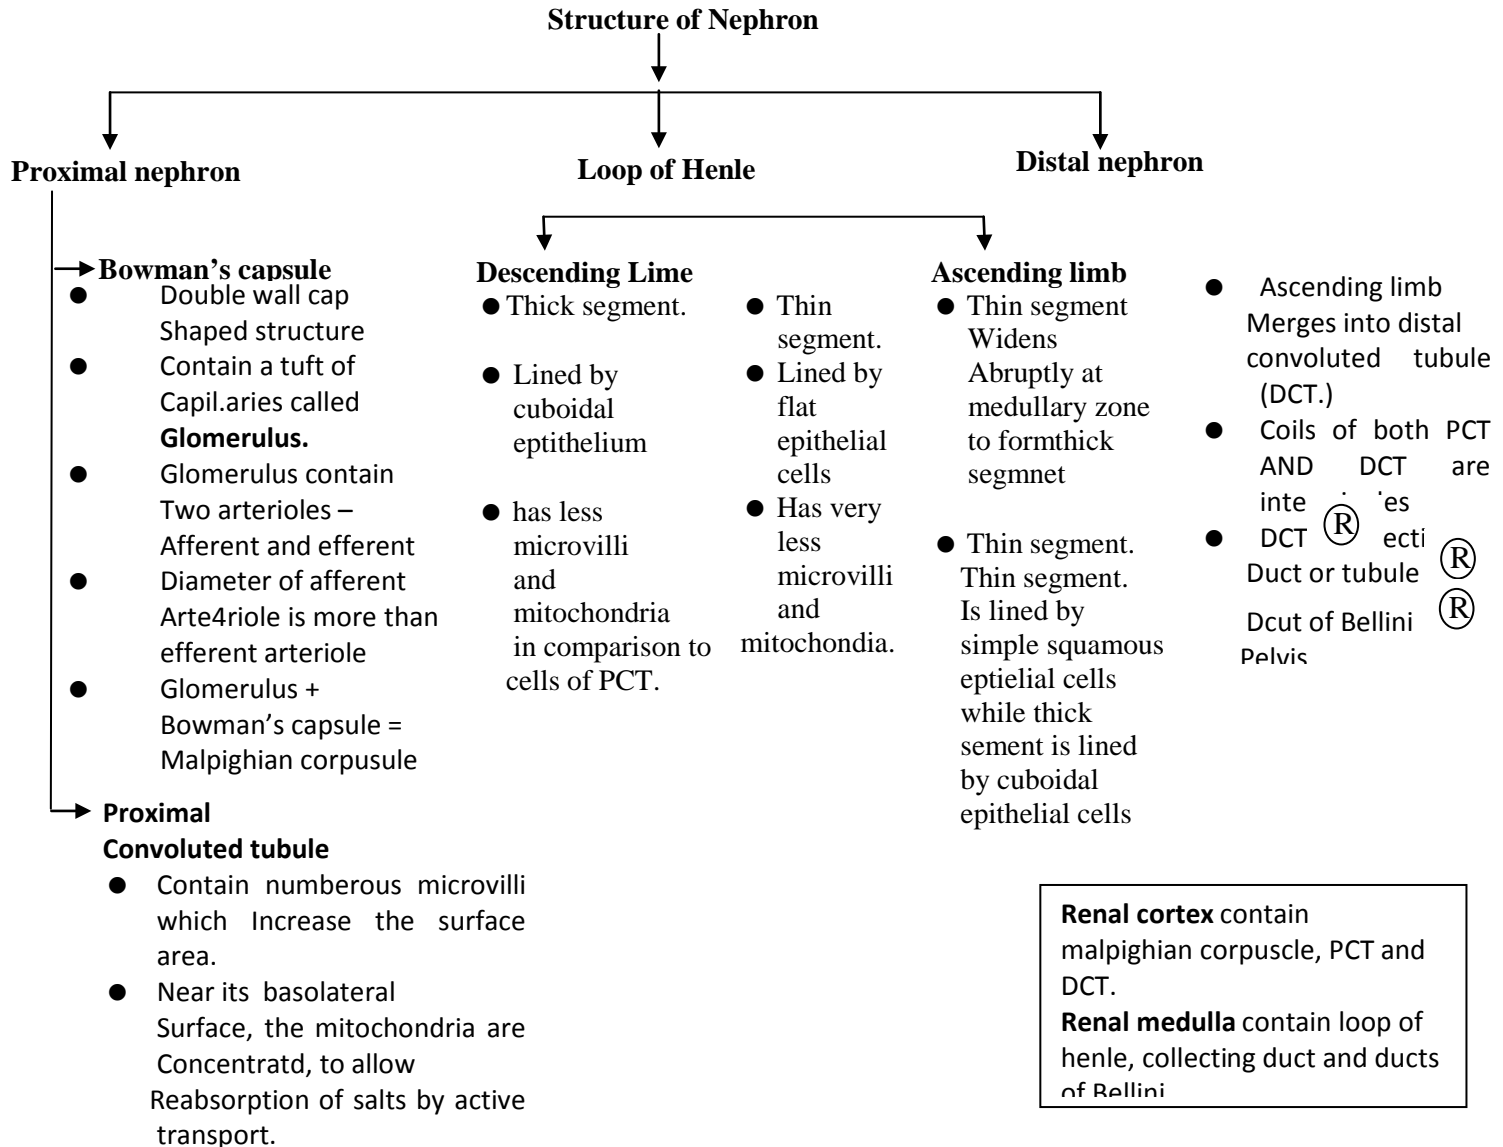 Structure of Nephron
Proximal nephron
Loop of Henle
Distal nephron
Bowman’s capsule
● Double wall cap
Shaped structure
● Contain a tuft of
Capil.aries called
Glomerulus.
● Glomerulus contain
Two arterioles –
Afferent and efferent
● Diameter of afferent
Arte4riole is more than
efferent arteriole
● Glomerulus +
Bowman’s capsule =
Malpighian corpusule
Proximal
Convoluted tubule
● Contain numberous microvilli
which Increase the surface
area.
● Near its basolateral
Surface, the mitochondria are
Concentratd, to allow
Reabsorption of salts by active
transport.
Descending Lime
● Thick segment.
● Lined by
cuboidal
eptithelium
● has less
microvilli
and
mitochondria
in comparison to
cells of PCT.
● Thin
segment.
● Lined by
flat
epithelial
cells
● Has very
less
microvilli
and
mitochondia.
Ascending limb
● Thin segment
Widens
Abruptly at
medullary zone
to formthick
segmnet
● Thin segment.
Thin segment.
Is lined by
simple squamous
eptielial cells
while thick
sement is lined
by cuboidal
epithelial cells
● Ascending limb
Merges into distal
convoluted tubule
(DCT.)
● Coils of both PCT
AND DCT are
● DCT ®
Duct or tubule ®
Dcut of Bellini ®
Pelvis
Renal cortex contain
malpighian corpuscle, PCT and
DCT.
Renal medulla contain loop of
henle, collecting duct and ducts
of Bellini